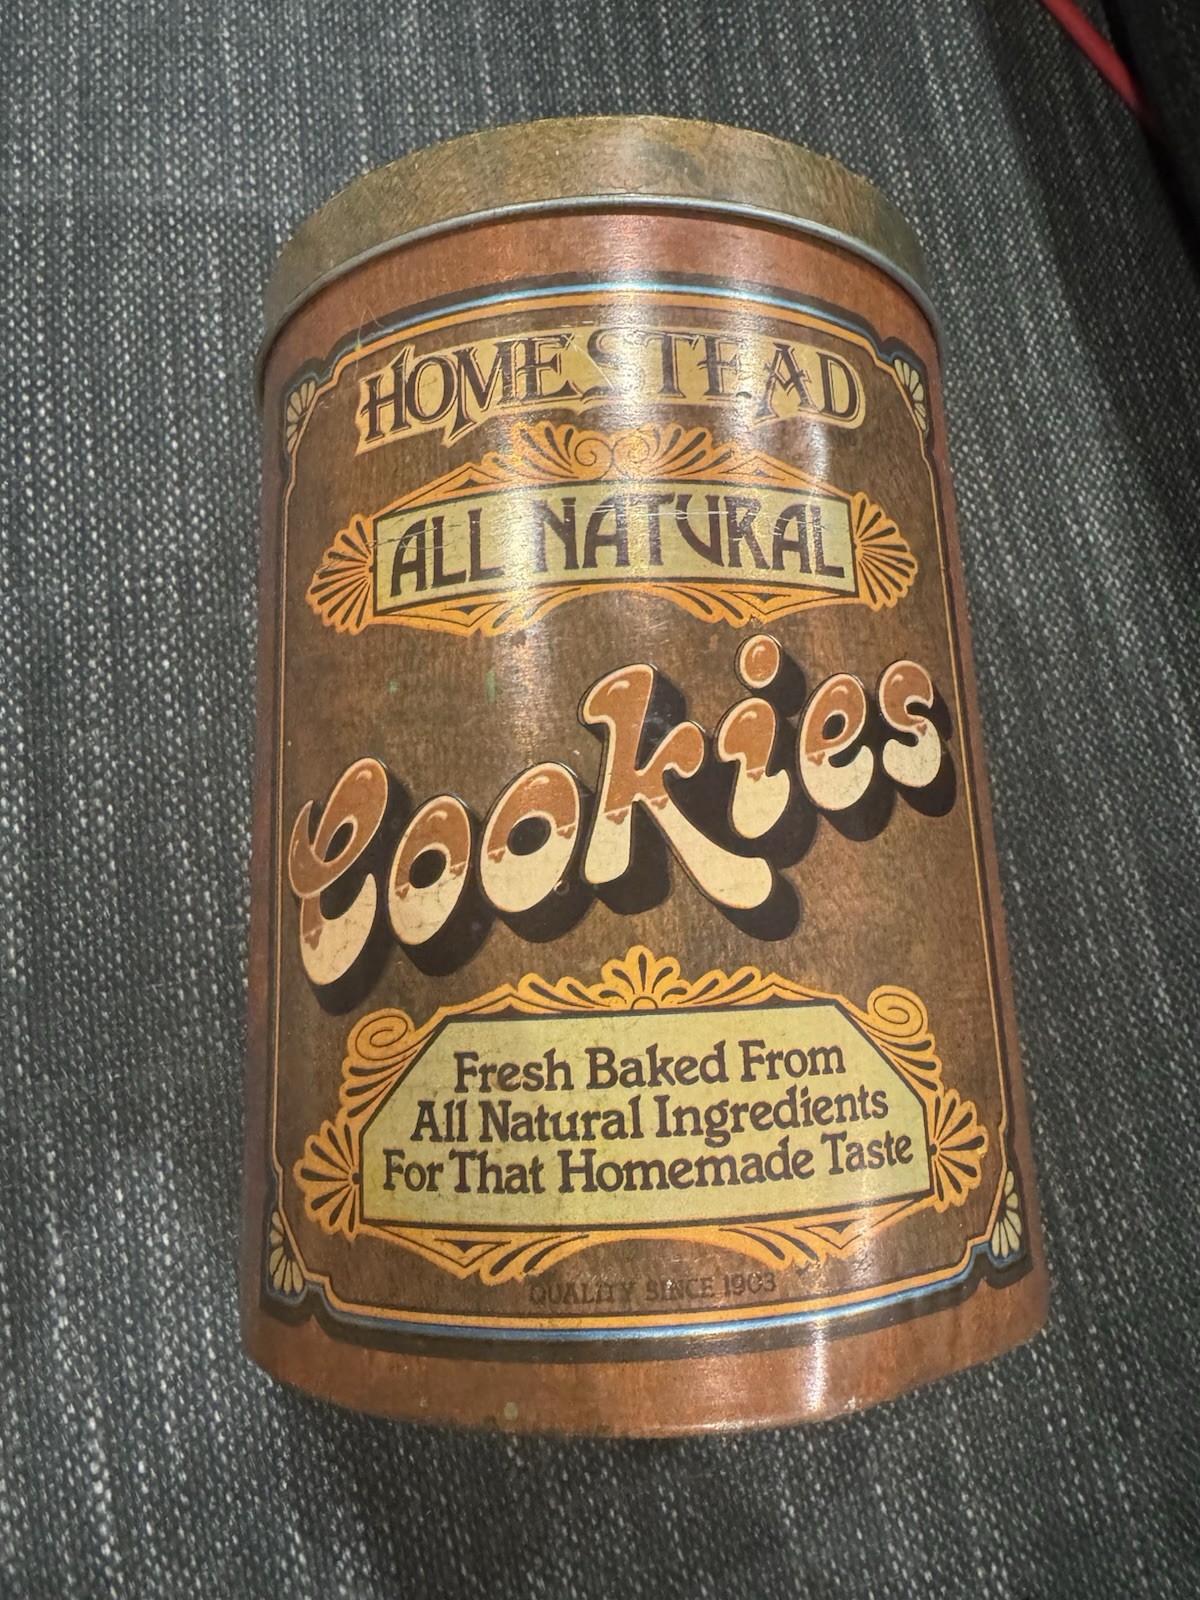 HOMESTEAD
ALL NATURAL
Cookies
Fresh Baked From
All Natural Ingredients
For That Homemade Taste
QUALITY SINCE 1903